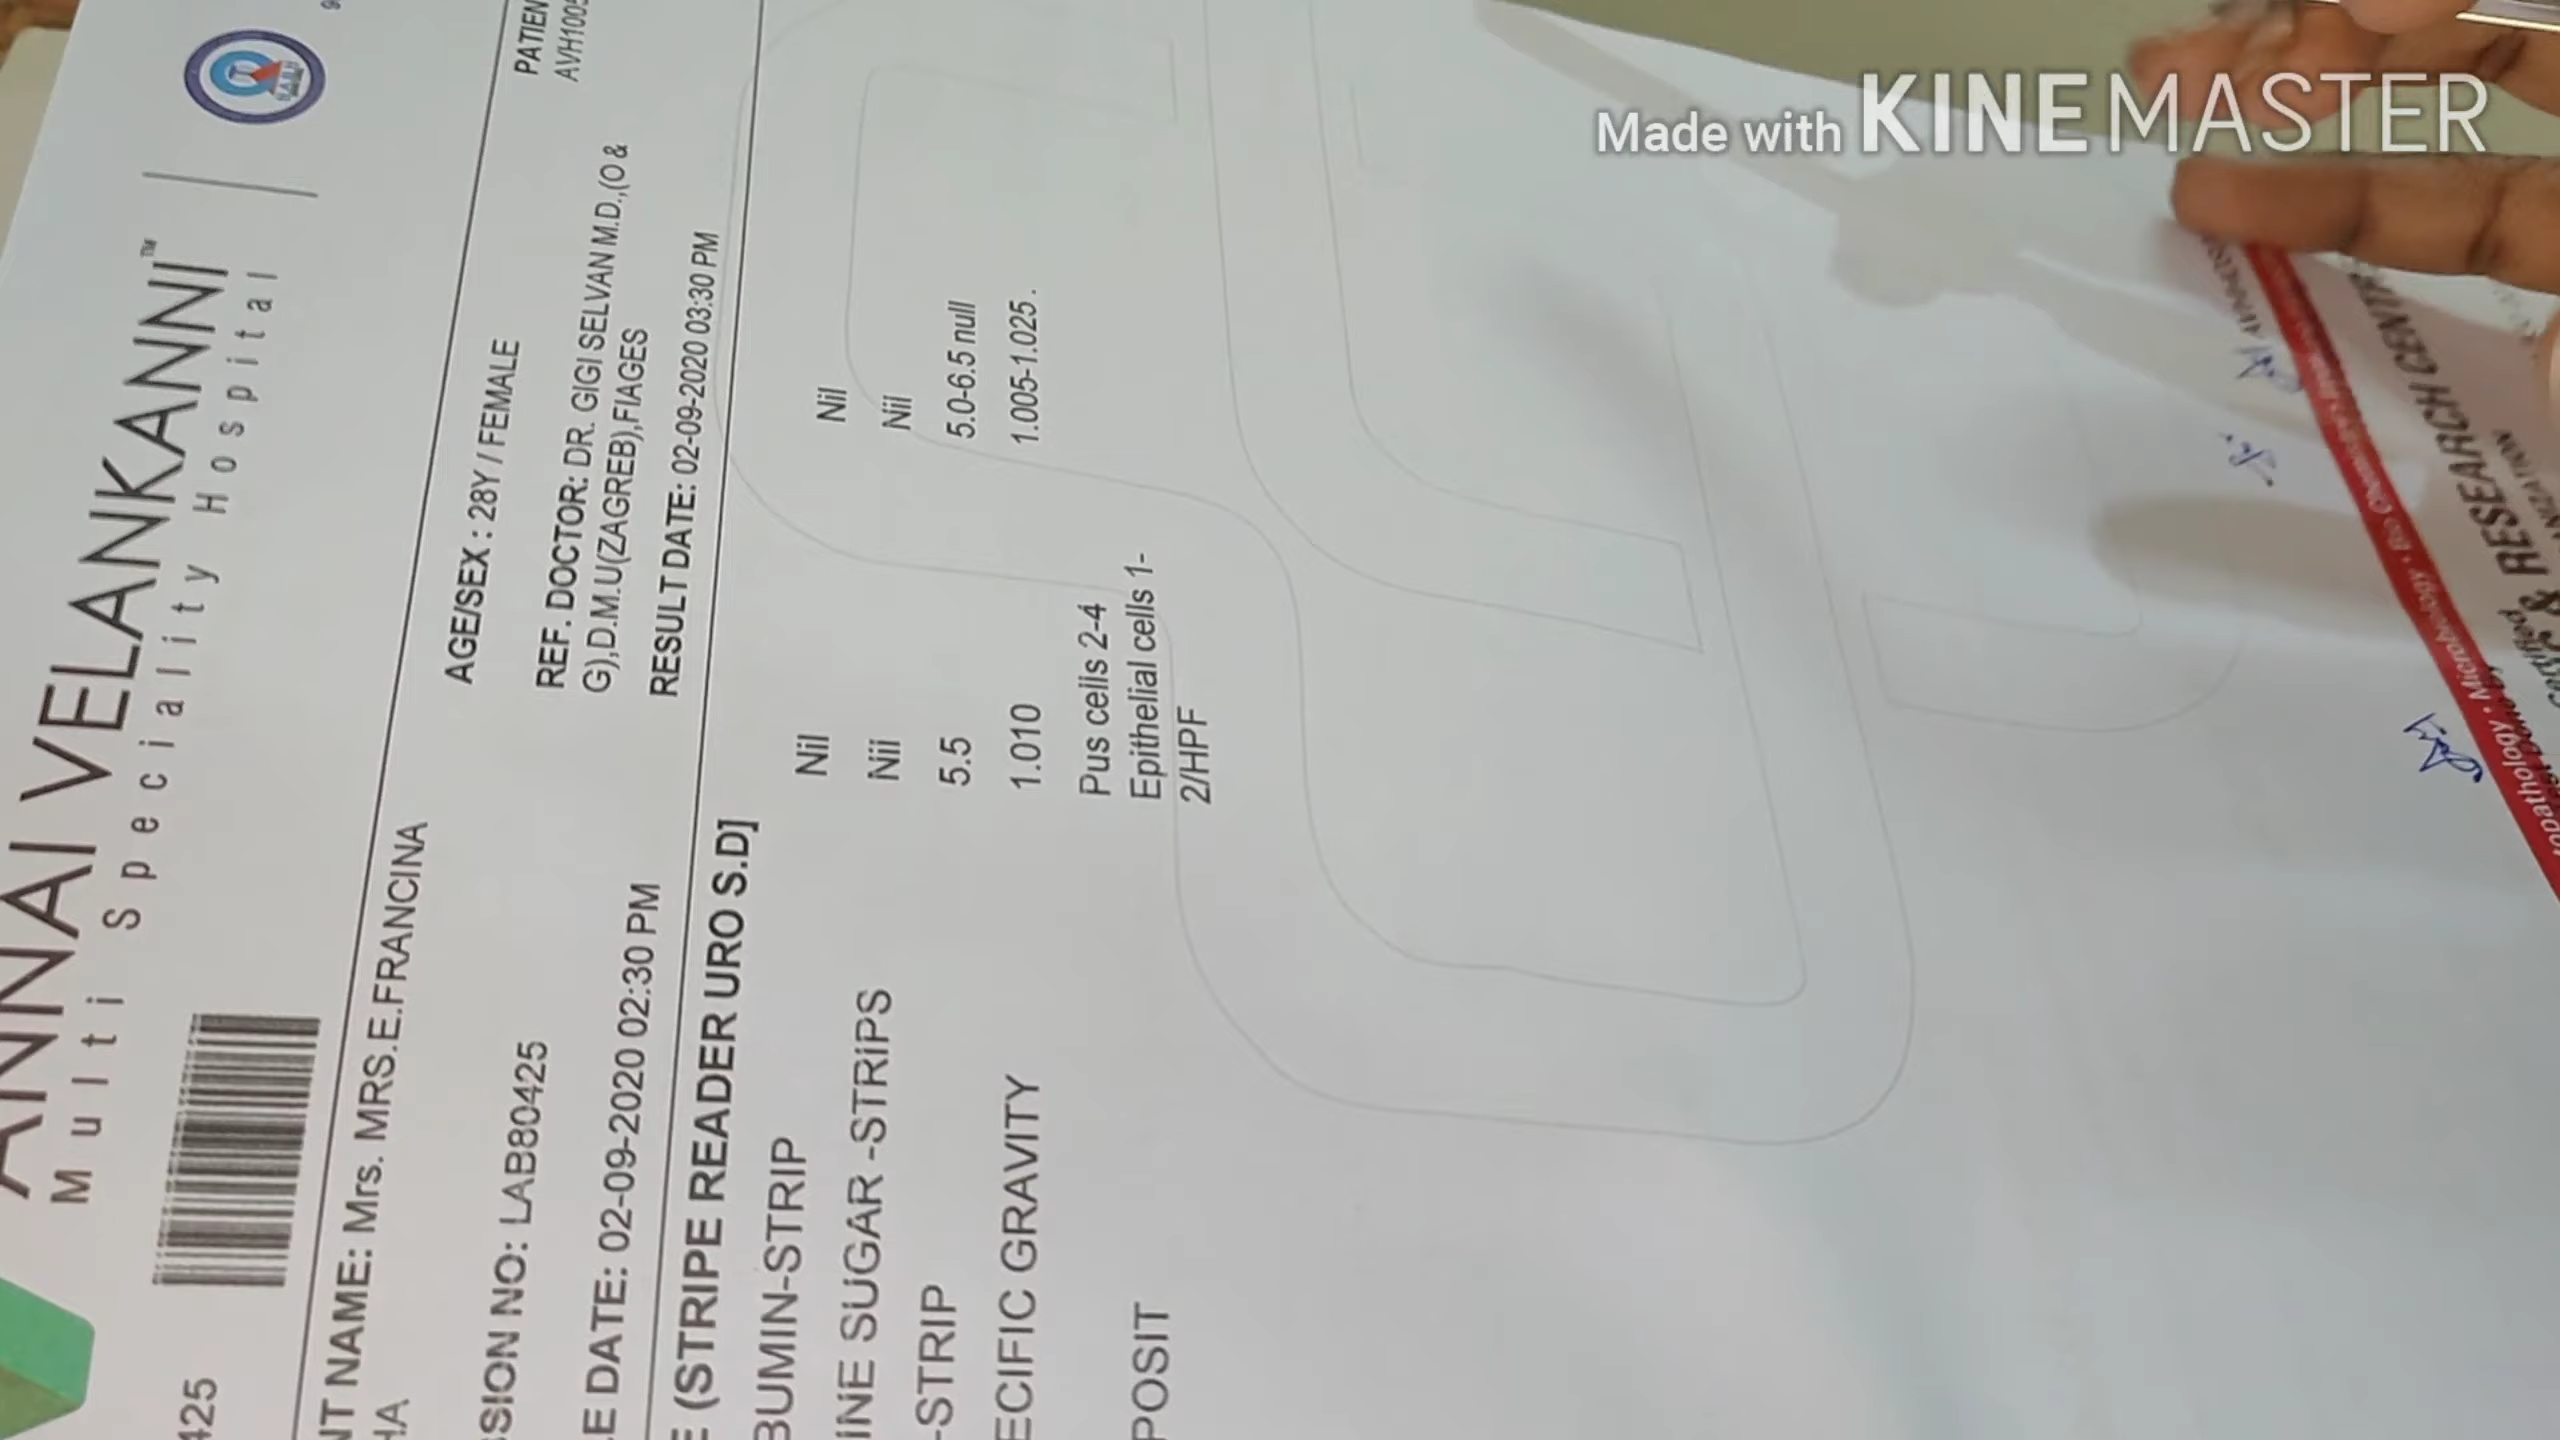 Made with KINEMASTER
ANNAI VELANKANNI™
Multi Speciality Hospital
425
NT NAME: Mrs. MRS.E.FRANCINA
HA
AGE/SEX : 28Y / FEMALE
PATIEN
AVH1005
SSION NO: LAB80425
REF. DOCTOR: DR. GIGI SELVAN M.D.,(O &
G),D.M.U(ZAGREB),FIAGES
E DATE: 02-09-2020 02:30 PM
RESULT DATE: 02-09-2020 03:30 PM
E (STRIPE READER URO S.D]
BUMIN-STRIP Nil Nil
INE SUGAR -STRIPS Nil Nil
-STRIP 5.5 5.0-6.5 null
ECIFIC GRAVITY 1.010 1.005-1.025 .
POSIT
Pus cells 2-4
Epithelial cells 1-
2/HPF
& RESEARCH